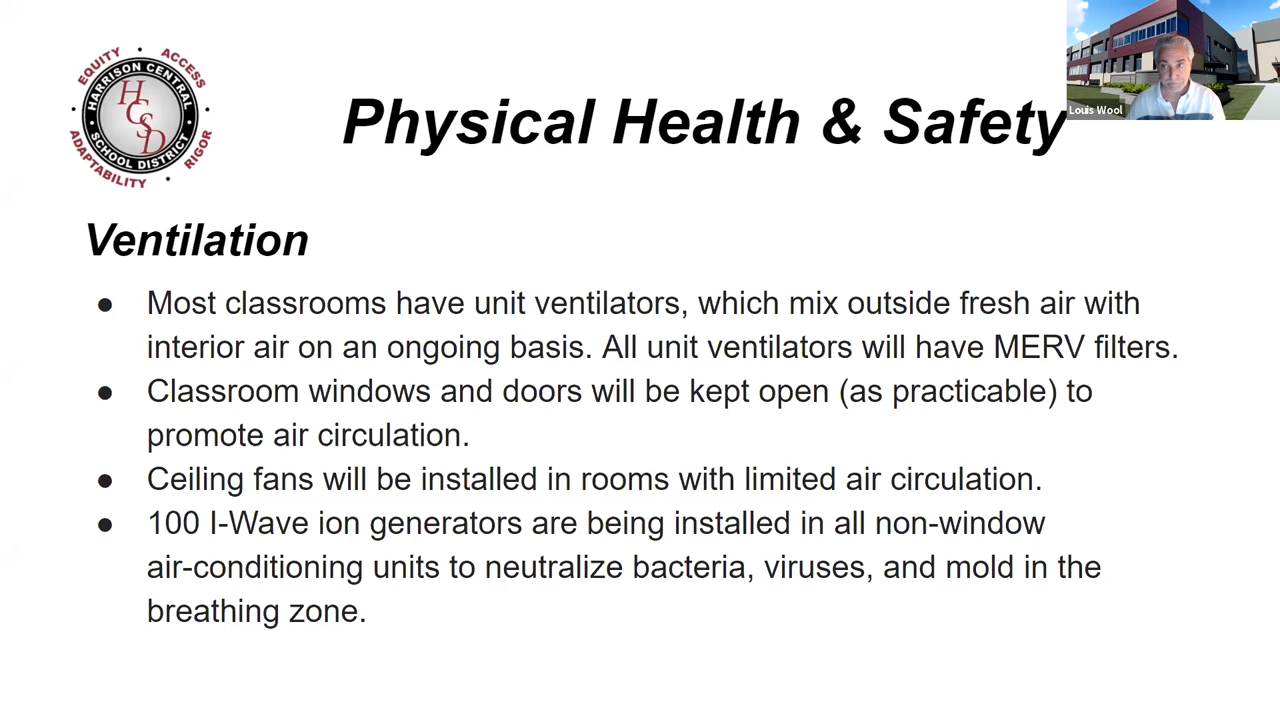 EQUITY • ACCESS
HARRISON CENTRAL
HCSD
SCHOOL DISTRICT
ADAPTABILITY • RIGOR
Louis Wool
Physical Health & Safety
Ventilation
● Most classrooms have unit ventilators, which mix outside fresh air with
interior air on an ongoing basis. All unit ventilators will have MERV filters.
● Classroom windows and doors will be kept open (as practicable) to
promote air circulation.
● Ceiling fans will be installed in rooms with limited air circulation.
● 100 I-Wave ion generators are being installed in all non-window
air-conditioning units to neutralize bacteria, viruses, and mold in the
breathing zone.